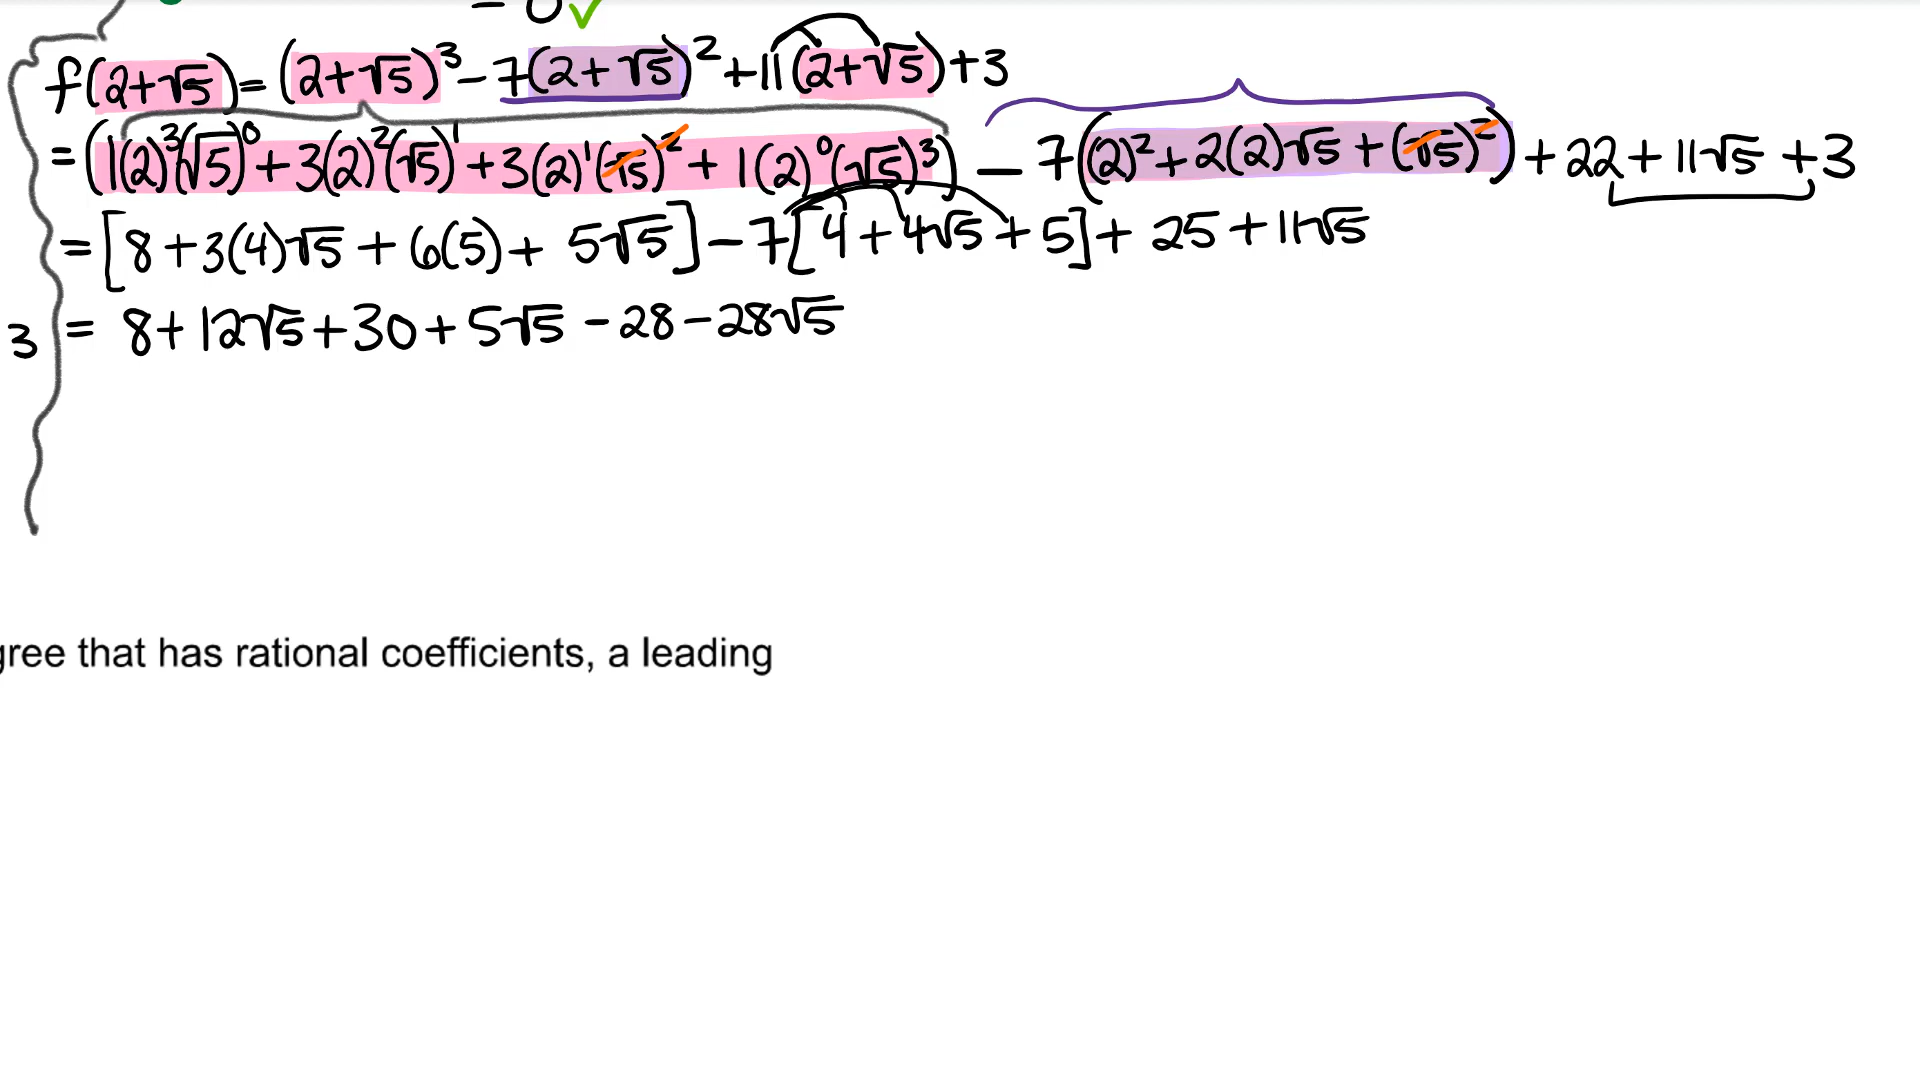 = 0 ✓
f(2+√5) = (2+√5)³ - 7(2+√5)² + 11(2+√5) + 3
= (1(2)³(√5)⁰ + 3(2)²(√5)¹ + 3(2)¹(√5)² + 1(2)⁰(√5)³) - 7((2)² + 2(2)√5 + (√5)²) + 22 + 11√5 + 3
= [8 + 3(4)√5 + 6(5) + 5√5] - 7[4 + 4√5 + 5] + 25 + 11√5
3
= 8 + 12√5 + 30 + 5√5 - 28 - 28√5
gree that has rational coefficients, a leading